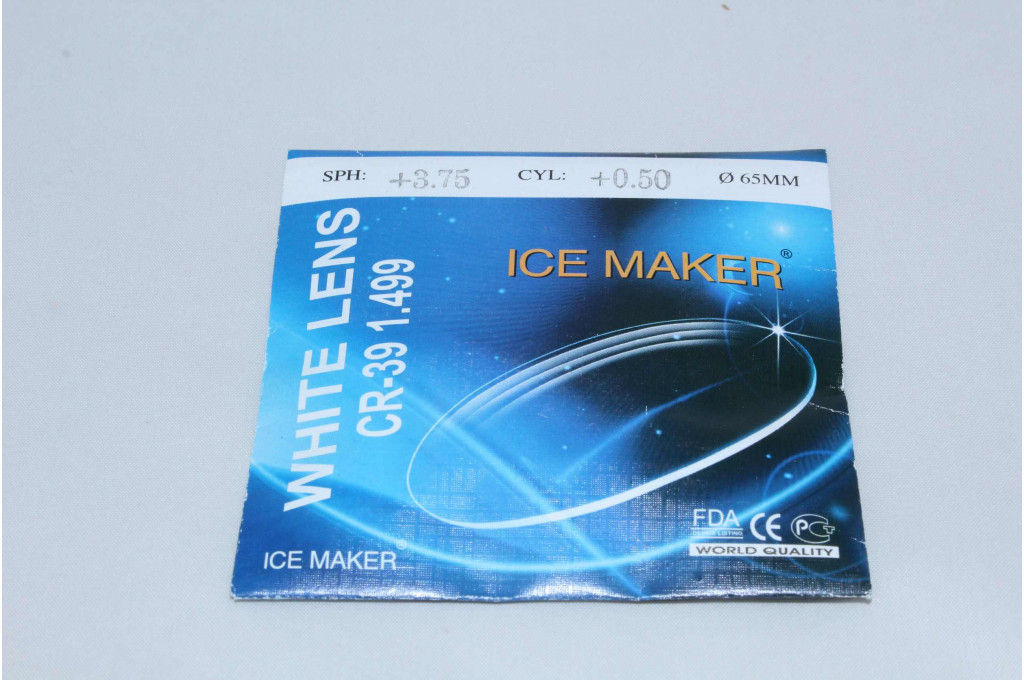 SPH: +3.75 CYL: +0.50 Ø 65MM
WHITE LENS
CR-39 1.499
ICE MAKER®
FDA CE
WORLD QUALITY
ICE MAKER®